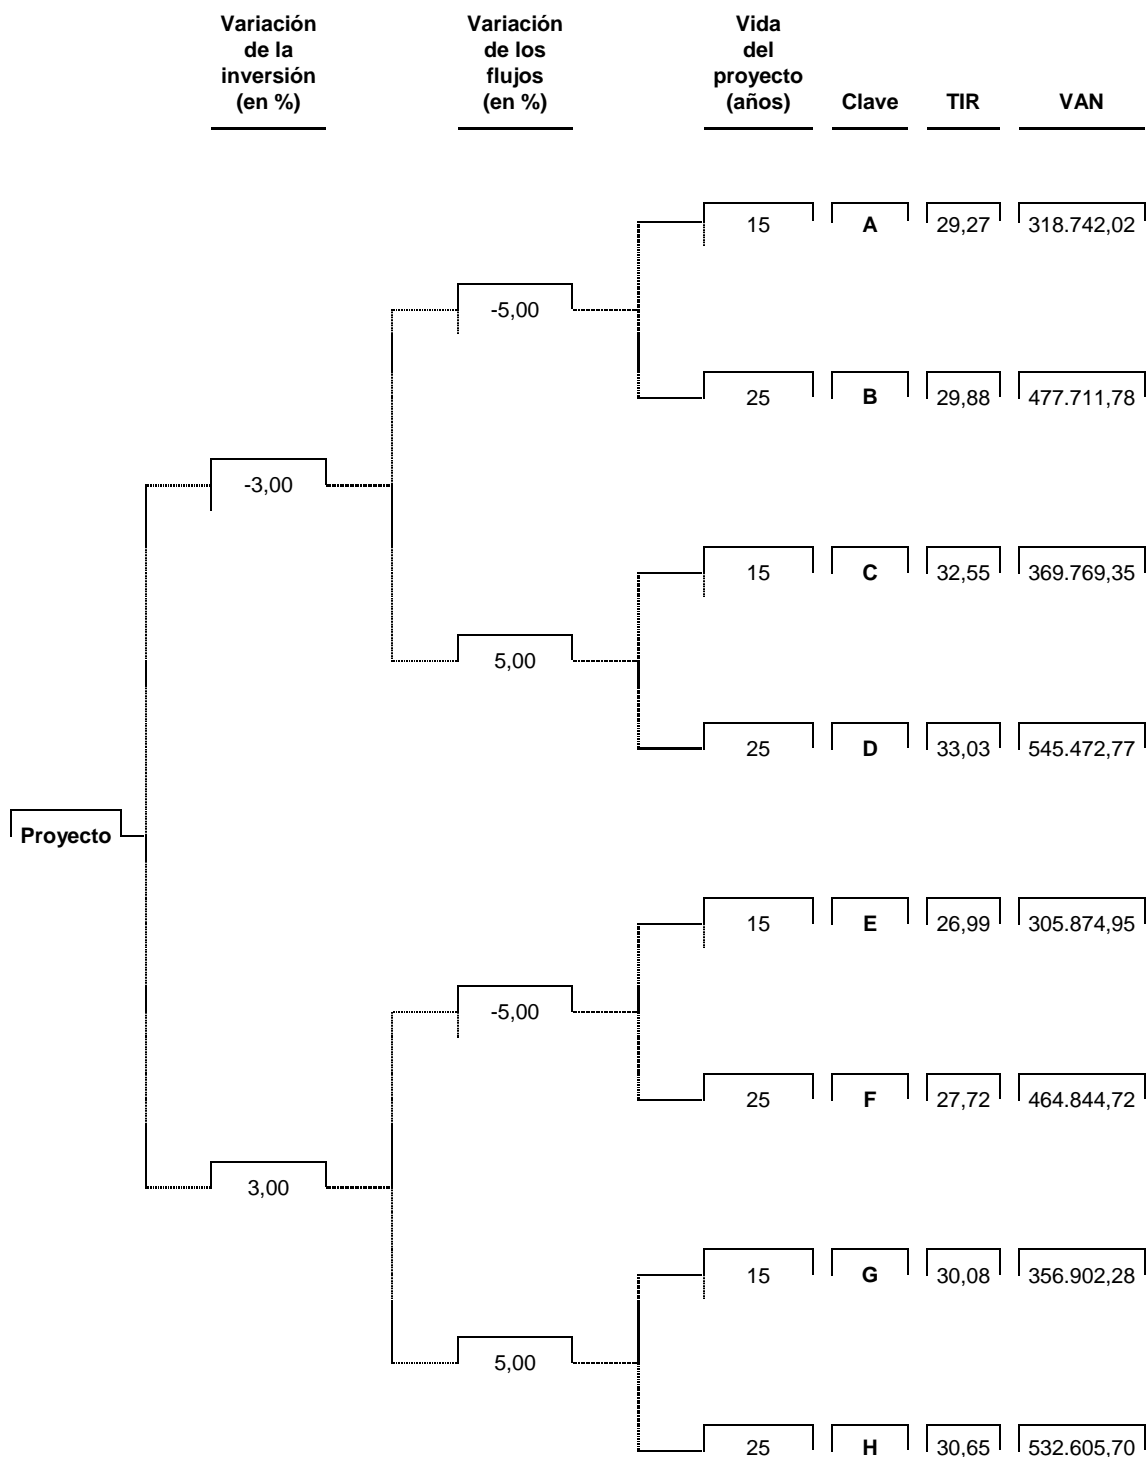 Variación de la inversión (en %)
Variación de los flujos (en %)
Vida del proyecto (años)
Clave
TIR
VAN
15 A 29,27 318.742,02
-5,00
25 B 29,88 477.711,78
-3,00
15 C 32,55 369.769,35
5,00
25 D 33,03 545.472,77
Proyecto
15 E 26,99 305.874,95
-5,00
25 F 27,72 464.844,72
3,00
15 G 30,08 356.902,28
5,00
25 H 30,65 532.605,70